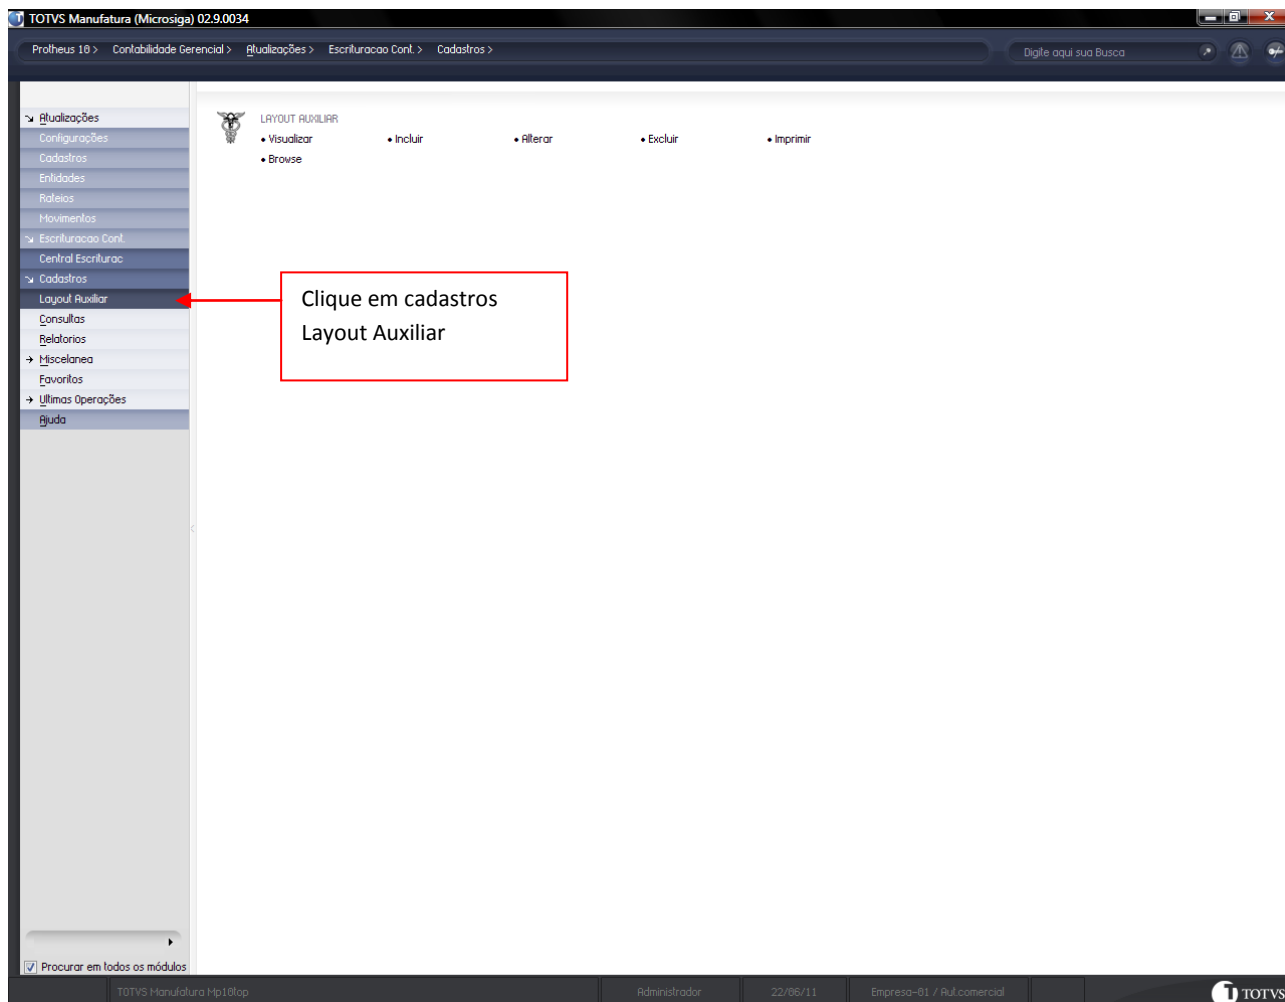 TOTVS Manufatura (Microsiga) 02.9.0034
Protheus 10 > Contabilidade Gerencial > Atualizações > Escrituracao Cont. > Cadastros >
Digite aqui sua Busca
Atualizações
Configurações
Cadastros
Entidades
Rateios
Movimentos
Escrituracao Cont.
Central Escriturac
Cadastros
Layout Auxiliar
Consultas
Relatorios
Miscelanea
Favoritos
Ultimas Operações
Ajuda
LAYOUT AUXILIAR
• Visualizar • Incluir • Alterar • Excluir • Imprimir
• Browse
Clique em cadastros
Layout Auxiliar
Procurar em todos os módulos
TOTVS Manufatura Mp10top Administrador 22/06/11 Empresa-01 / Aut.comercial
TOTVS